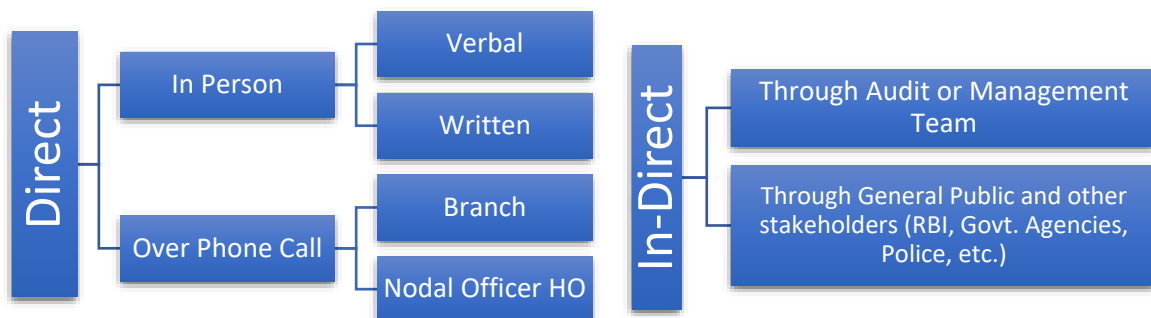 Direct
In Person
Verbal
Written
Over Phone Call
Branch
Nodal Officer HO
In-Direct
Through Audit or Management
Team
Through General Public and other
stakeholders (RBI, Govt. Agencies,
Police, etc.)